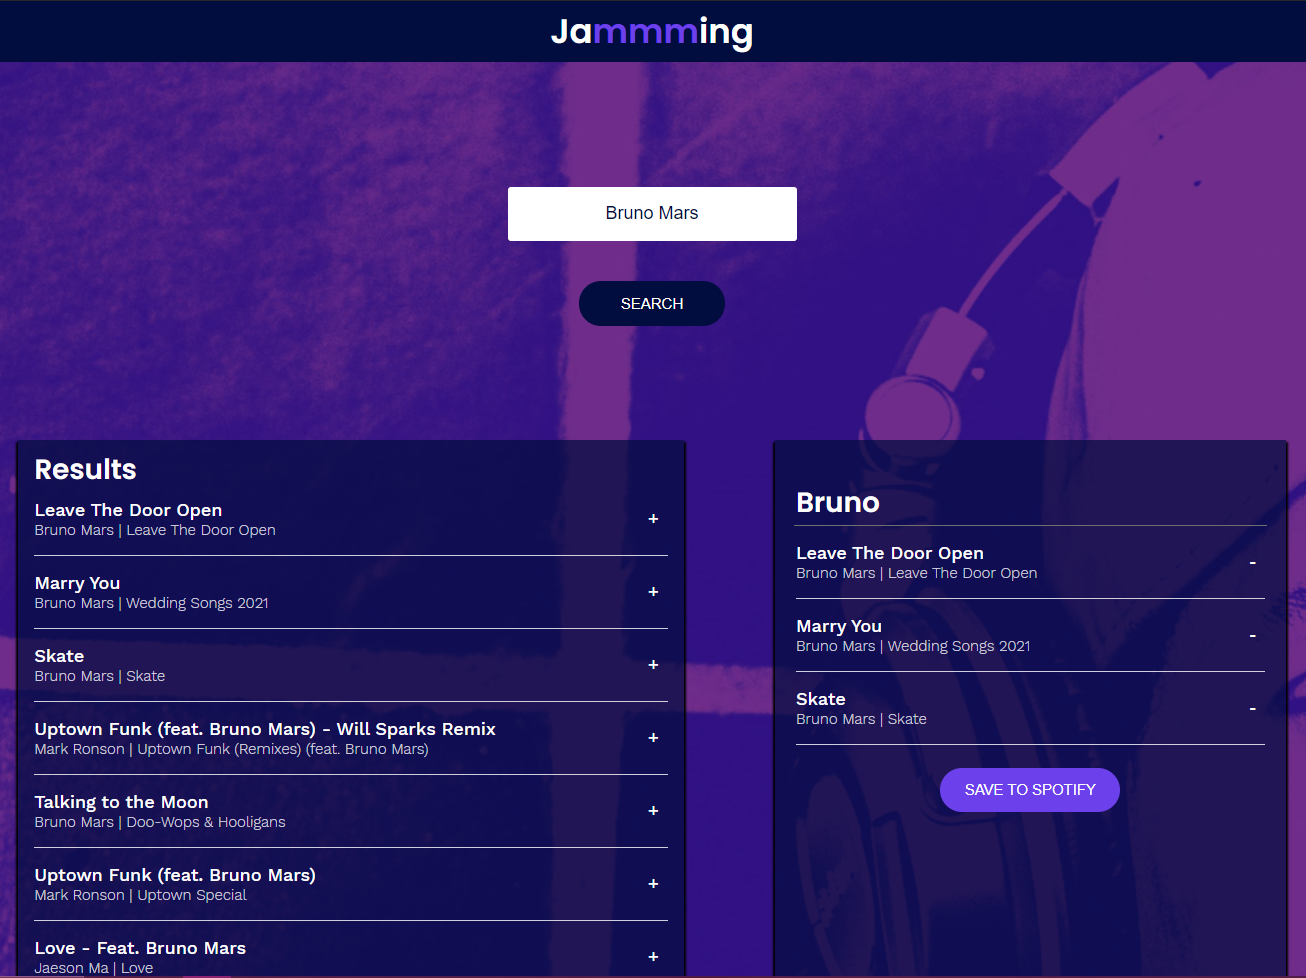 Jammming
Bruno Mars
SEARCH
Results
Leave The Door Open
Bruno Mars | Leave The Door Open
+
Marry You
Bruno Mars | Wedding Songs 2021
+
Skate
Bruno Mars | Skate
+
Uptown Funk (feat. Bruno Mars) - Will Sparks Remix
Mark Ronson | Uptown Funk (Remixes) (feat. Bruno Mars)
+
Talking to the Moon
Bruno Mars | Doo-Wops & Hooligans
+
Uptown Funk (feat. Bruno Mars)
Mark Ronson | Uptown Special
+
Love - Feat. Bruno Mars
Jaeson Ma | Love
+
Bruno
Leave The Door Open
Bruno Mars | Leave The Door Open
-
Marry You
Bruno Mars | Wedding Songs 2021
-
Skate
Bruno Mars | Skate
-
SAVE TO SPOTIFY